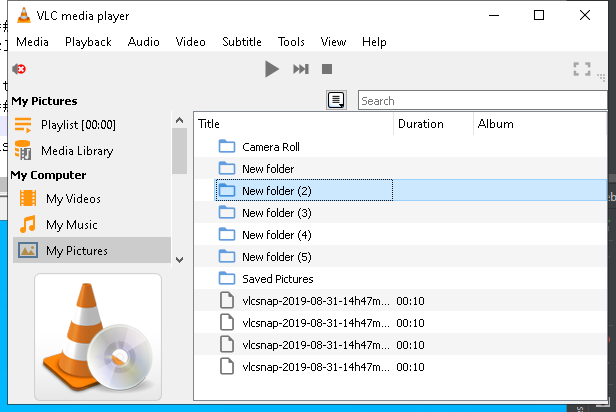 VLC media player
Media Playback Audio Video Subtitle Tools View Help
Search
My Pictures
Playlist [00:00]
Media Library
My Computer
My Videos
My Music
My Pictures
Title Duration Album
Camera Roll
New folder
New folder (2)
New folder (3)
New folder (4)
New folder (5)
Saved Pictures
vlcsnap-2019-08-31-14h47m... 00:10
vlcsnap-2019-08-31-14h47m... 00:10
vlcsnap-2019-08-31-14h47m... 00:10
vlcsnap-2019-08-31-14h47m... 00:10